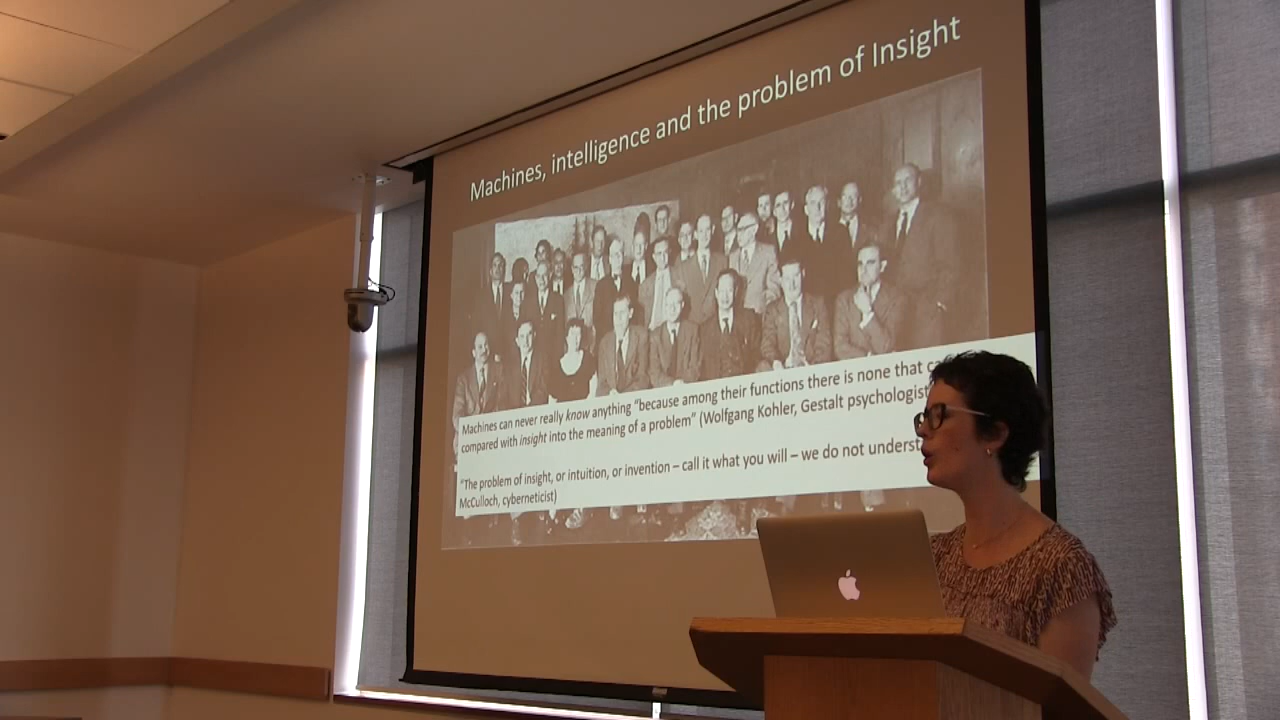 Machines, intelligence and the problem of Insight
Machines can never really know anything “because among their functions there is none that
compared with insight into the meaning of a problem” (Wolfgang Kohler, Gestalt psychologist
“The problem of insight, or intuition, or invention – call it what you will – we do not
McCulloch, cyberneticist)